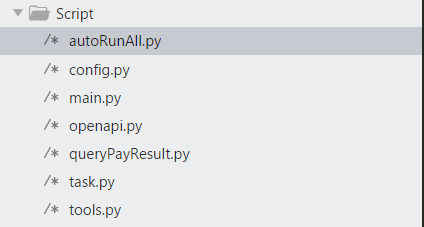 Script
/* autoRunAll.py
/* config.py
/* main.py
/* openapi.py
/* queryPayResult.py
/* task.py
/* tools.py